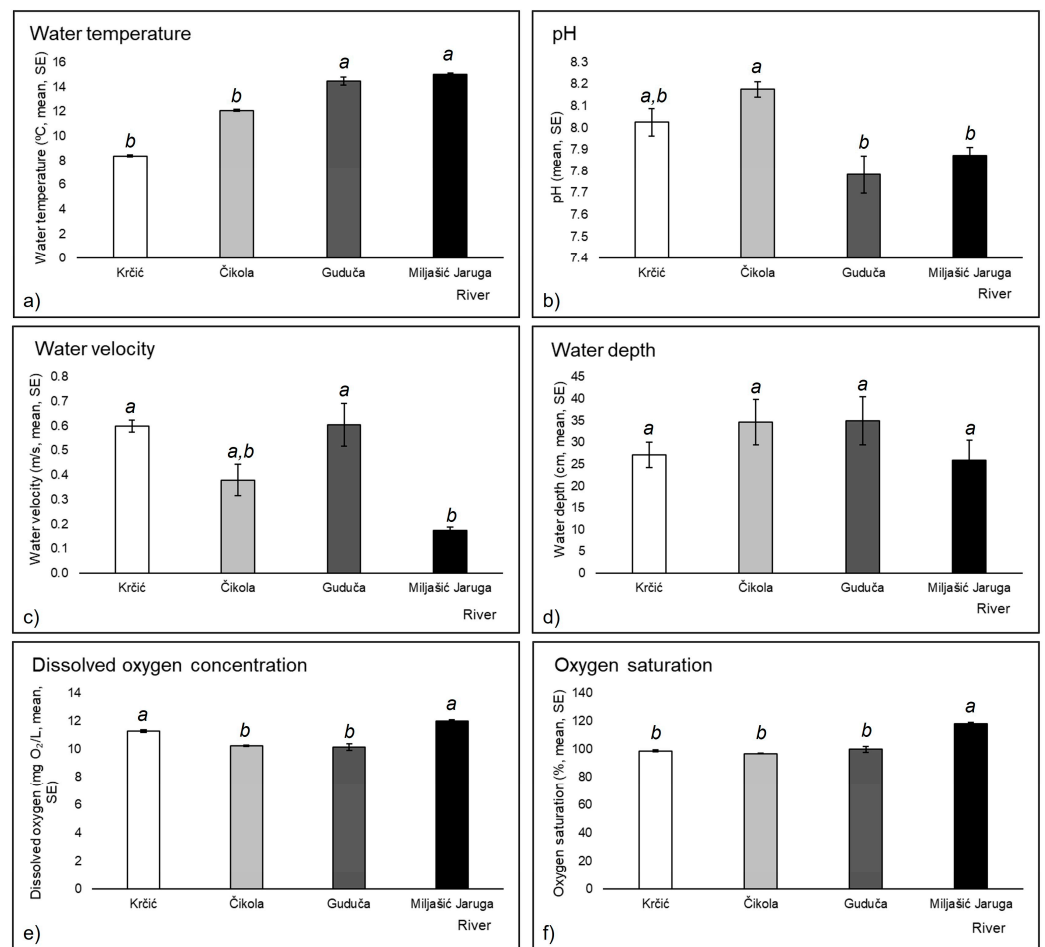 Water temperature
Water temperature (ºC, mean, SE)
16
14
12
10
8
6
4
2
0
b
b
a
a
Krčić Čikola Guduča Miljašić Jaruga
River
a)
pH
pH (mean, SE)
8.3
8.2
8.1
8.0
7.9
7.8
7.7
7.6
7.5
7.4
a,b
a
b
b
Krčić Čikola Guduča Miljašić Jaruga
River
b)
Water velocity
Water velocity (m/s, mean, SE)
0.8
0.7
0.6
0.5
0.4
0.3
0.2
0.1
0.0
a
a,b
a
b
Krčić Čikola Guduča Miljašić Jaruga
River
c)
Water depth
Water depth (cm, mean, SE)
45
40
35
30
25
20
15
10
5
0
a
a
a
a
Krčić Čikola Guduča Miljašić Jaruga
River
d)
Dissolved oxygen concentration
Dissolved oxygen (mg O₂/L, mean,
SE)
14
12
10
8
6
4
2
0
a
b
b
a
Krčić Čikola Guduča Miljašić Jaruga
River
e)
Oxygen saturation
Oxygen saturation (%, mean, SE)
140
120
100
80
60
40
20
0
b
b
b
a
Krčić Čikola Guduča Miljašić Jaruga
River
f)